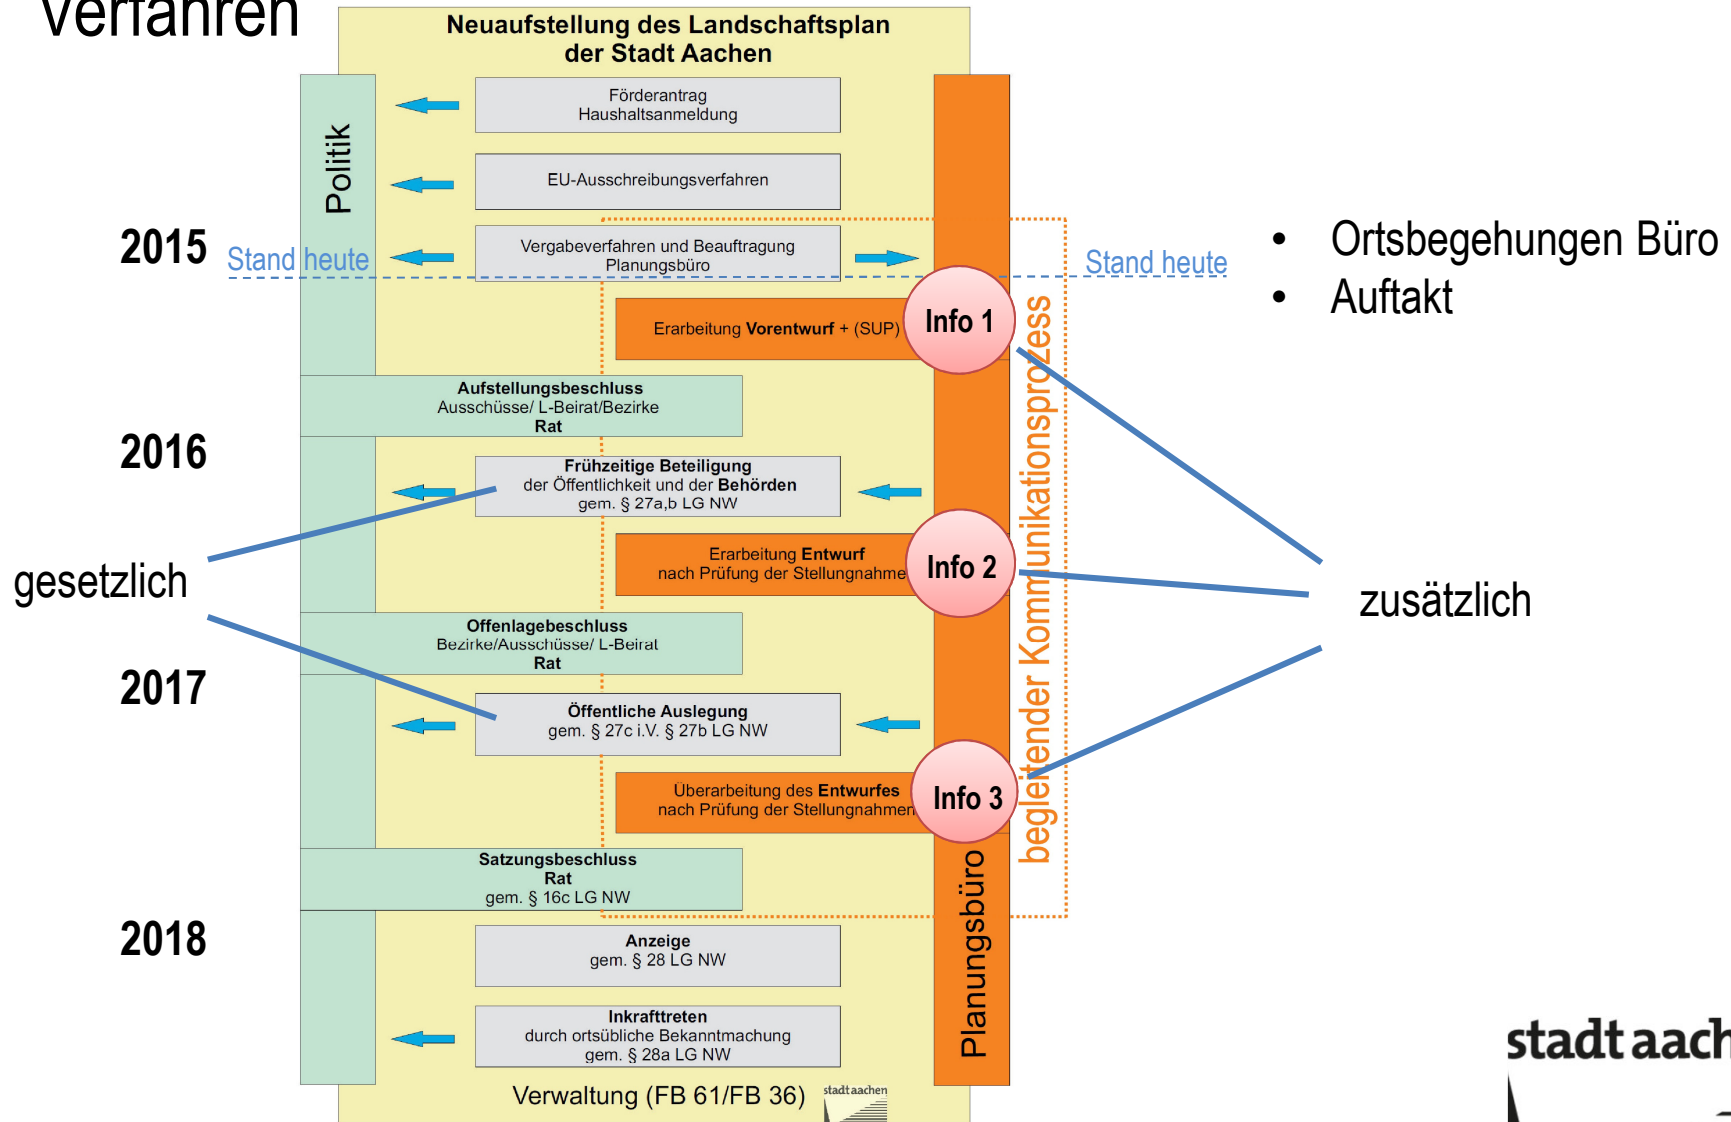 Verfahren
Neuaufstellung des Landschaftsplan
der Stadt Aachen
Politik
Förderantrag
Haushaltsanmeldung
EU-Ausschreibungsverfahren
2015
Stand heute
Vergabeverfahren und Beauftragung
Planungsbüro
Stand heute
• Ortsbegehungen Büro
• Auftakt
Erarbeitung Vorentwurf + (SUP)
Info 1
begleitender Kommunikationsprozess
Aufstellungsbeschluss
Ausschüsse/ L-Beirat/Bezirke
Rat
2016
Frühzeitige Beteiligung
der Öffentlichkeit und der Behörden
gem. § 27a,b LG NW
Erarbeitung Entwurf
nach Prüfung der Stellungnahme
Info 2
gesetzlich
zusätzlich
Offenlagebeschluss
Bezirke/Ausschüsse/ L-Beirat
Rat
2017
Öffentliche Auslegung
gem. § 27c i.V. § 27b LG NW
Überarbeitung des Entwurfes
nach Prüfung der Stellungnahmen
Info 3
Satzungsbeschluss
Rat
gem. § 16c LG NW
Planungsbüro
2018
Anzeige
gem. § 28 LG NW
Inkrafttreten
durch ortsübliche Bekanntmachung
gem. § 28a LG NW
Verwaltung (FB 61/FB 36)
stadt aachen
stadt aach